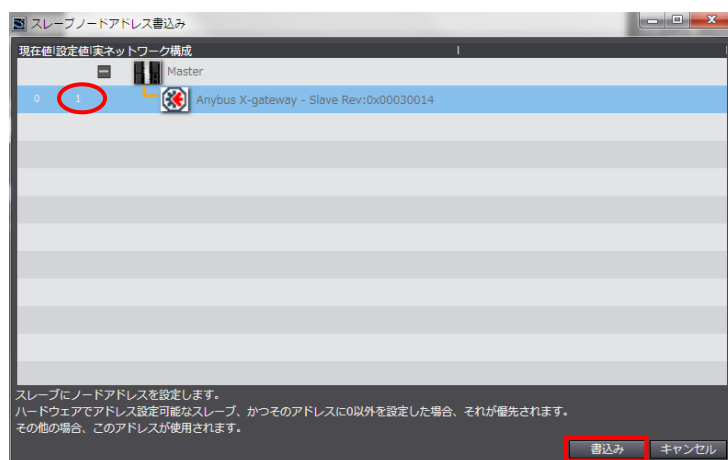 スレーブノードアドレス書込み
現在値|設定値|実ネットワーク構成
Master
0 1 Anybus X-gateway - Slave Rev:0x00030014
スレーブにノードアドレスを設定します。
ハードウェアでアドレス設定可能なスレーブ、かつそのアドレスに0以外を設定した場合、それが優先されます。
その他の場合、このアドレスが使用されます。
書込み キャンセル